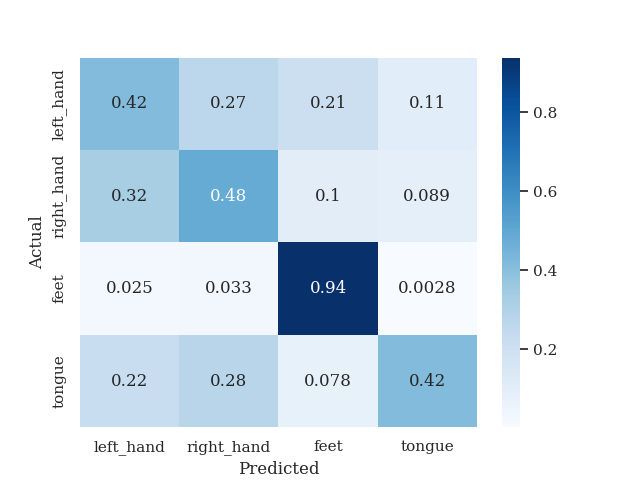 left_hand 0.42 0.27 0.21 0.11
right_hand 0.32 0.48 0.1 0.089
feet 0.025 0.033 0.94 0.0028
tongue 0.22 0.28 0.078 0.42
left_hand right_hand feet tongue
Predicted
Actual
0.8
0.6
0.4
0.2